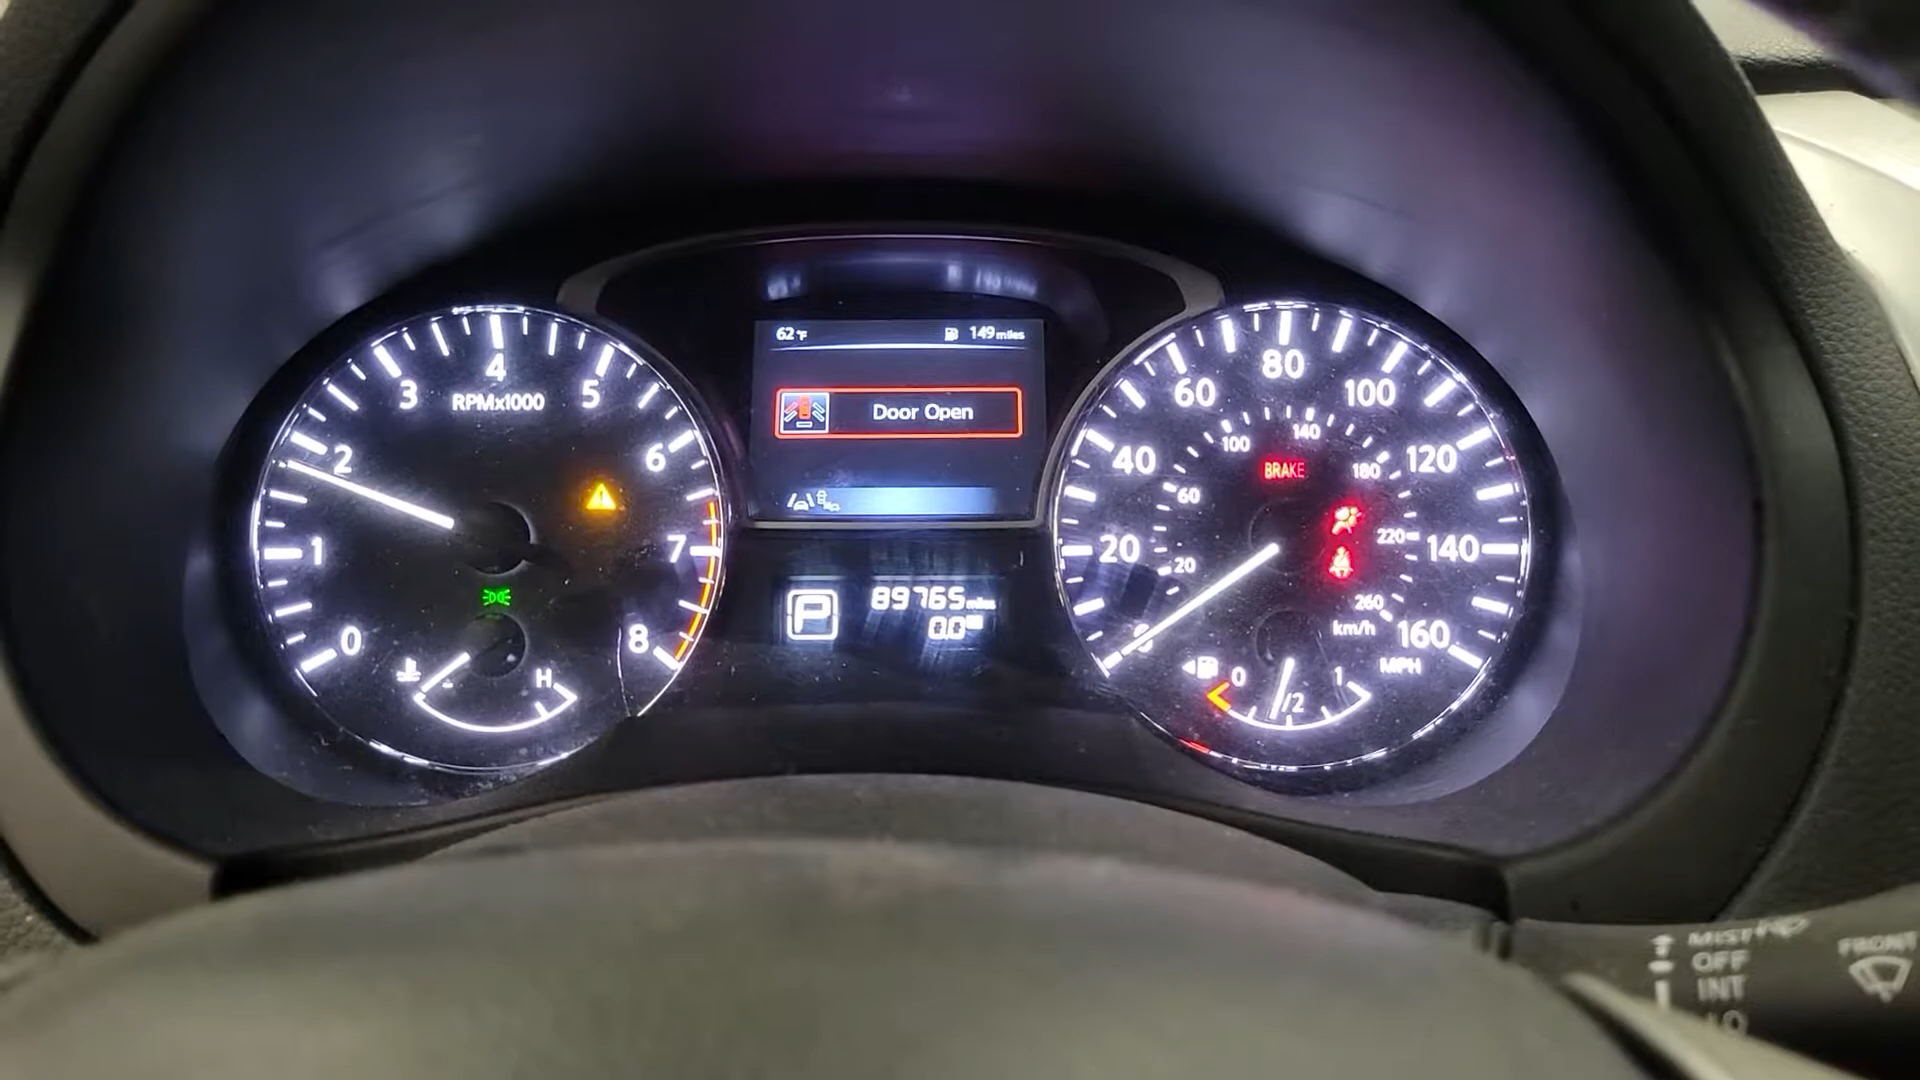 62°F 149 miles
Door Open
4
3 5
RPMx1000
2 6
1 7
0 8
H
P
89765 miles
0.0
80
60 100
100 140
40 BRAKE 180 120
60
20 220 140
20
260
km/h 160
MPH
0 1/2 1
MIST
OFF
INT
LO
FRONT